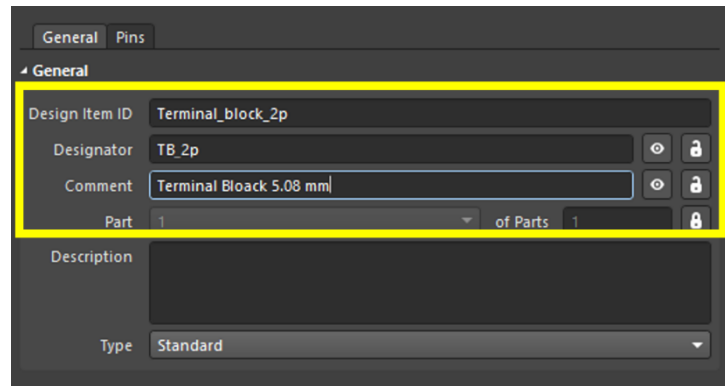 General Pins
General
Design Item ID Terminal_block_2p
Designator TB_2p
Comment Terminal Bloack 5.08 mm
Part 1 of Parts 1
Description
Type Standard